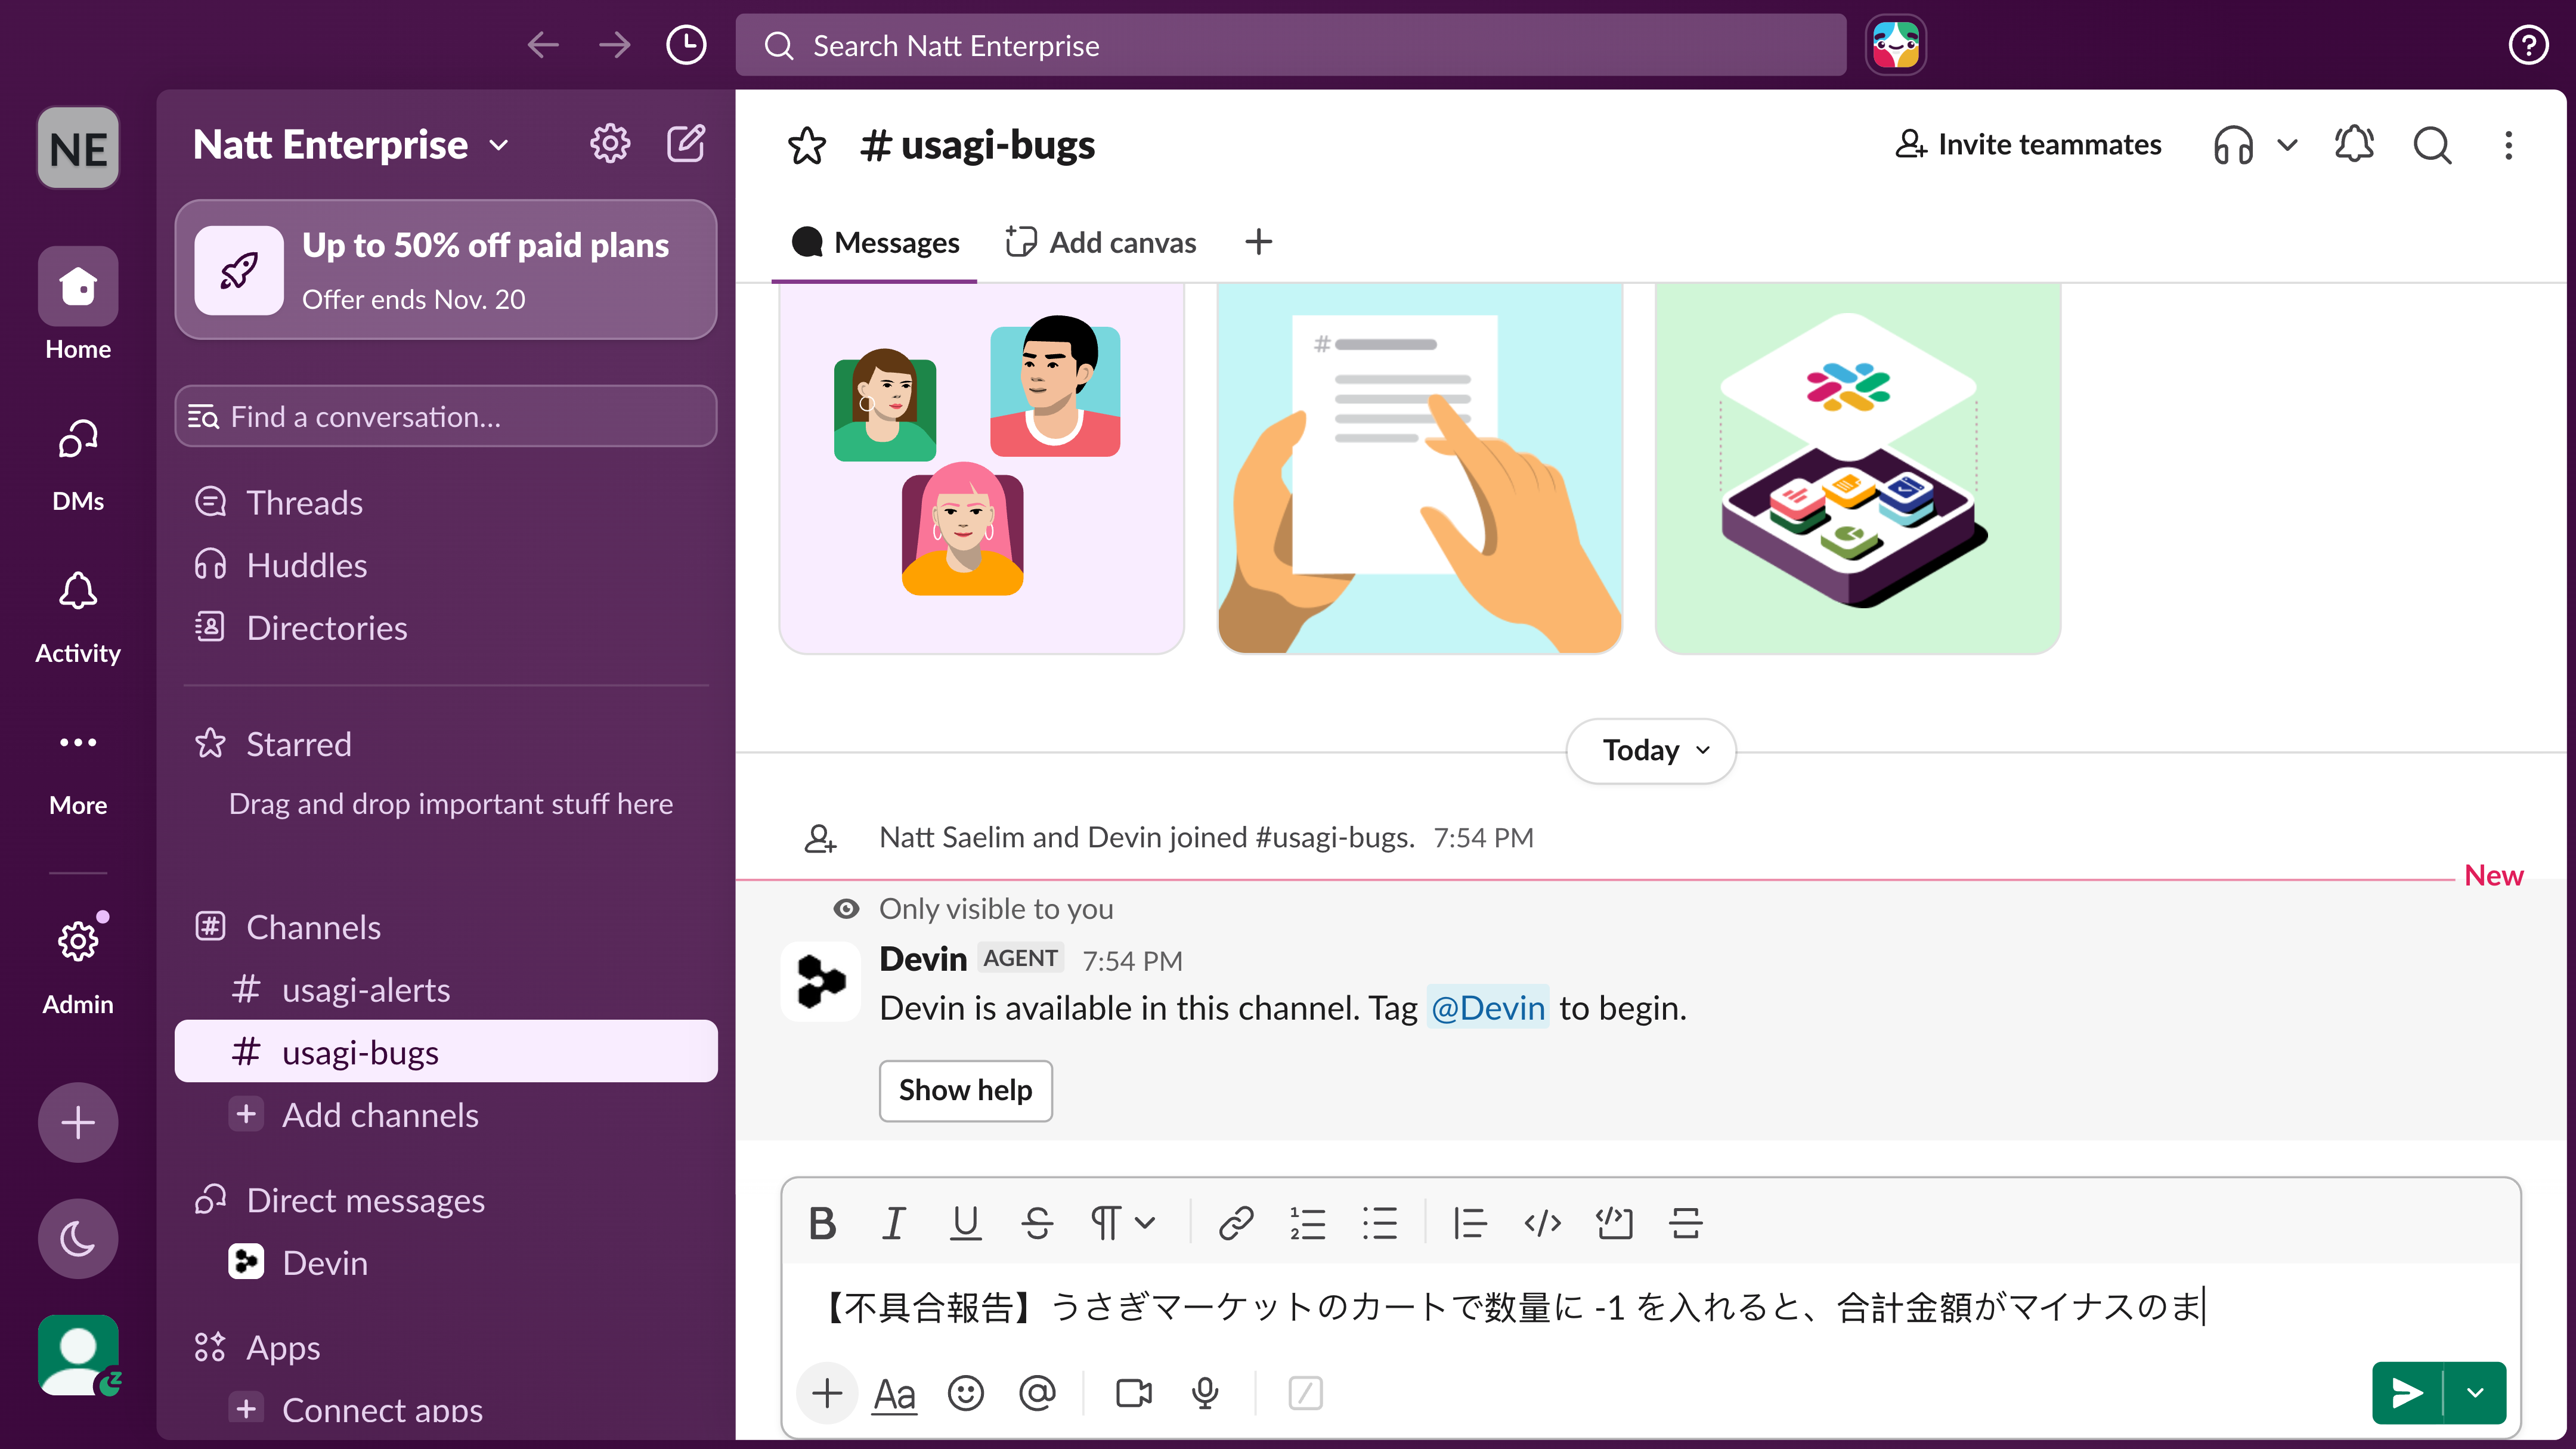 Search Natt Enterprise
NE
Home
DMs
Activity
More
Admin
Natt Enterprise
Up to 50% off paid plans
Offer ends Nov. 20
Find a conversation...
Threads
Huddles
Directories
Starred
Drag and drop important stuff here
Channels
# usagi-alerts
# usagi-bugs
Add channels
Direct messages
Devin
Apps
Connect apps
# usagi-bugs
Invite teammates
Messages
Add canvas
#
Today
Natt Saelim and Devin joined #usagi-bugs. 7:54 PM
New
Only visible to you
Devin AGENT 7:54 PM
Devin is available in this channel. Tag @Devin to begin.
Show help
【不具合報告】うさぎマーケットのカートで数量に -1 を入れると、合計金額がマイナスのま
Aa